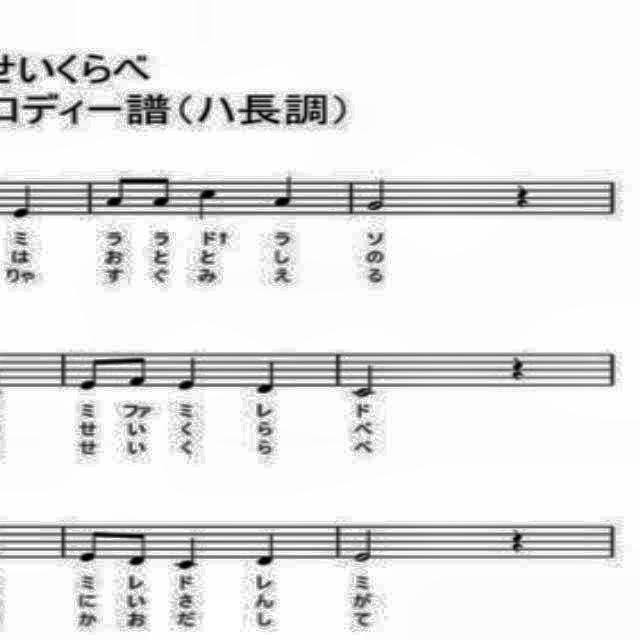 せいくらべ
ロディー譜（ハ長調）
ミ ラ ラ ド↑ ラ ソ
は お と と し の
りゃ す ぐ み え る
ミ ファ ミ レ ド
せ い く ら べ
せ い く ら べ
ミ レ ド レ ミ
に い さ ん が
か お だ し て